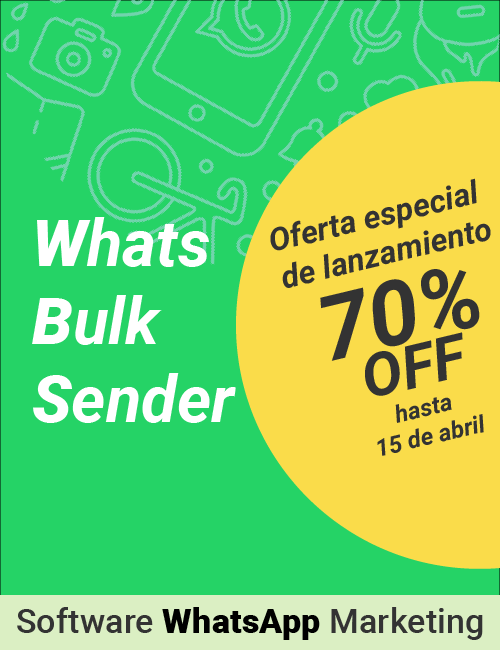 Whats
Bulk
Sender
Oferta especial
de lanzamiento
70%
OFF
hasta
15 de abril
Software WhatsApp Marketing